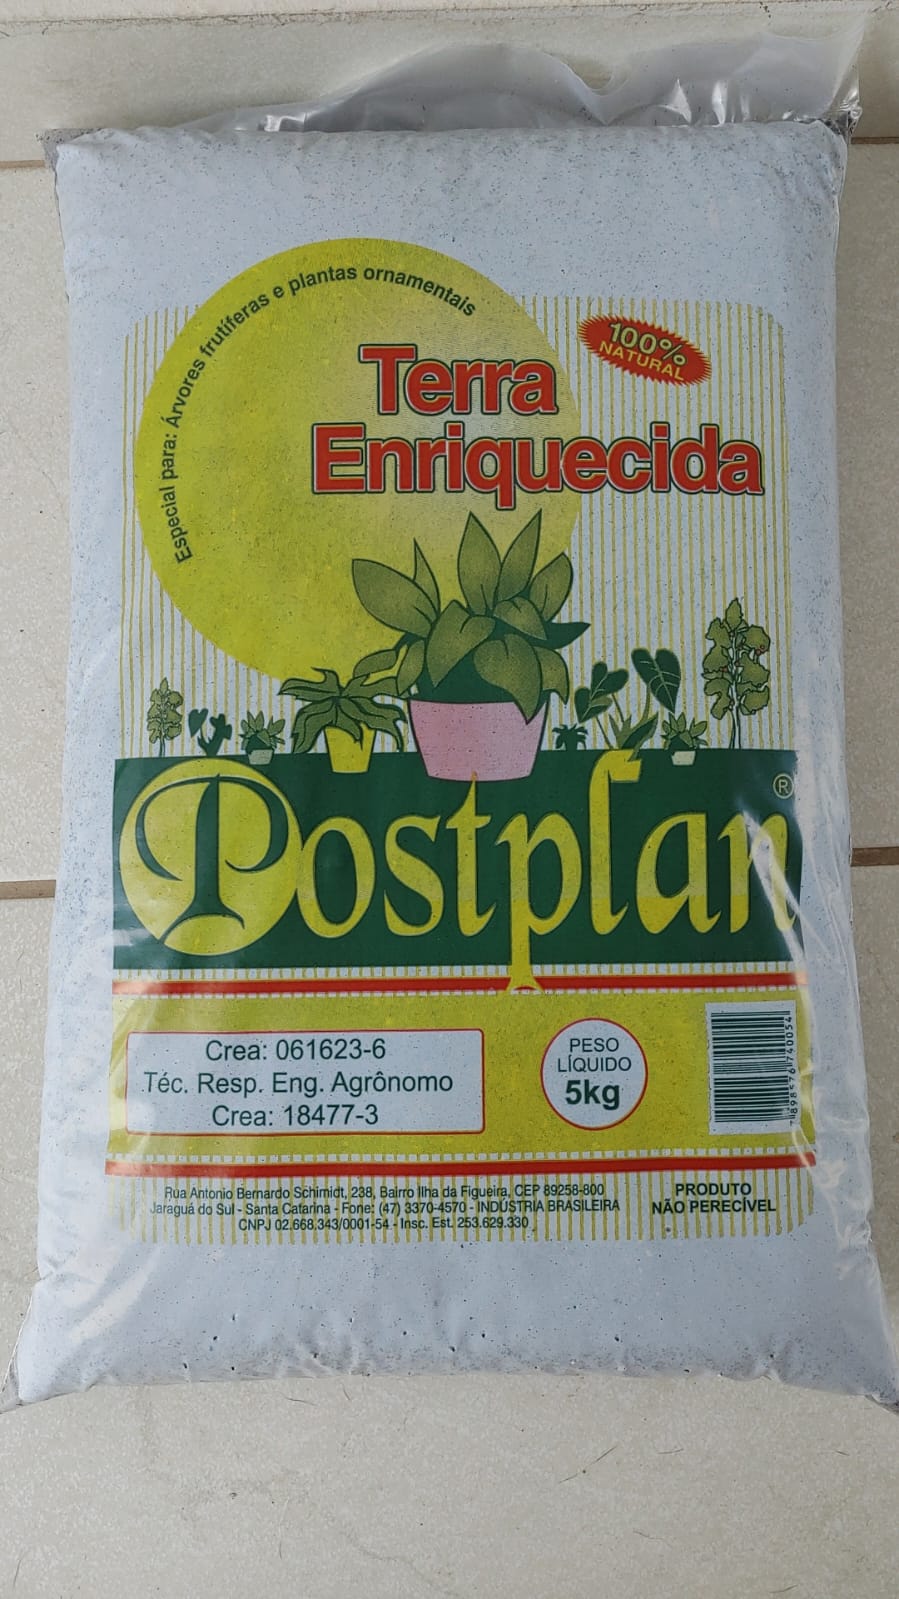 Especial para: Árvores frutíferas e plantas ornamentais
100%
NATURAL
Terra
Enriquecida
Postplan®
Crea: 061623-6
Téc. Resp. Eng. Agrônomo
Crea: 18477-3
PESO
LÍQUIDO
5kg
7898576740054
Rua Antonio Bernardo Schimidt, 238, Bairro Ilha da Figueira, CEP 89258-800
Jaraguá do Sul - Santa Catarina - Fone: (47) 3370-4570 - INDÚSTRIA BRASILEIRA
CNPJ 02.668.343/0001-54 - Insc. Est. 253.629.330
PRODUTO
NÃO PERECÍVEL